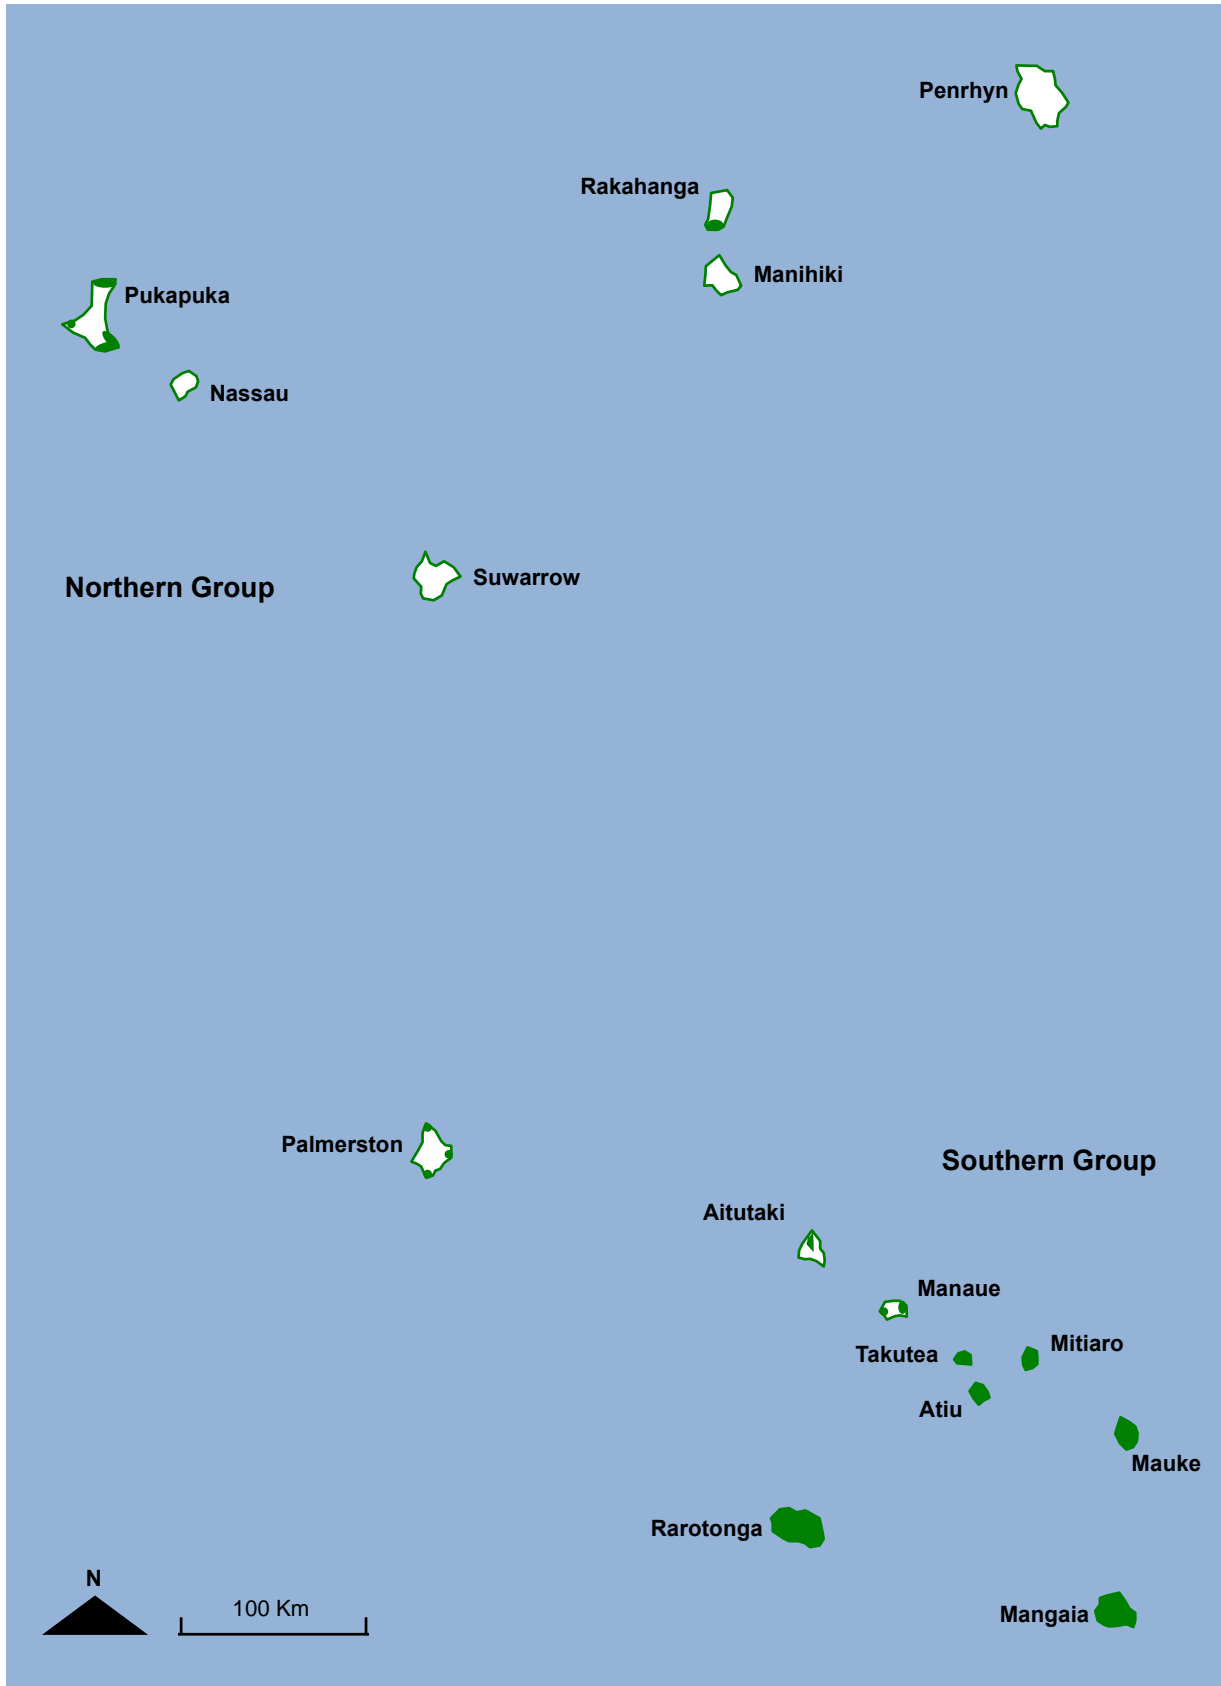 Penrhyn
Rakahanga
Manihiki
Pukapuka
Nassau
Suwarrow
Northern Group
Palmerston
Southern Group
Aitutaki
Manaue
Mitiaro
Takutea
Atiu
Mauke
Rarotonga
N
100 Km
Mangaia